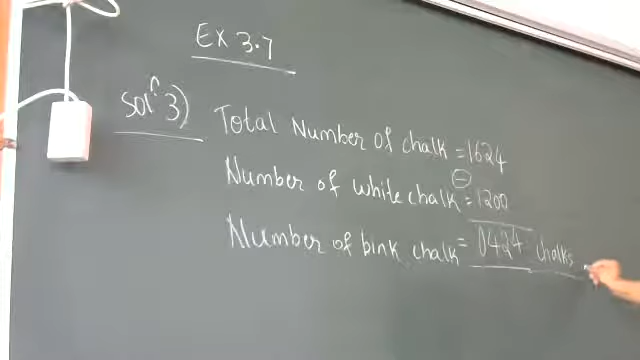 Ex 3.7
solⁿ 3) Total Number of chalk = 1624
Number of white chalk = ⊖ 1200
Number of bink chalk = 0424 chalks